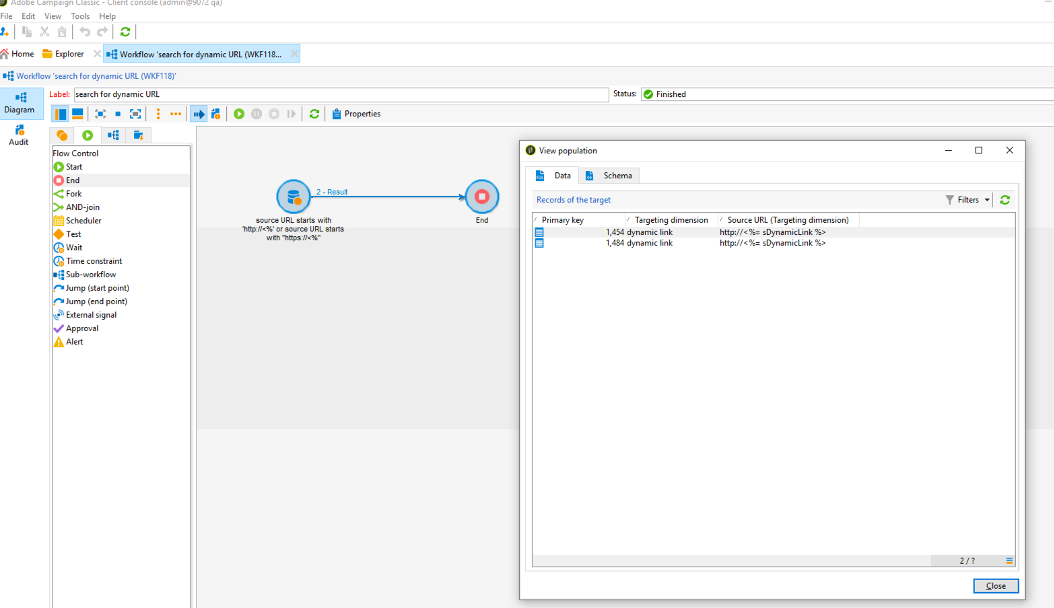 Adobe Campaign Classic - Client console (admin@9072 qa)
File Edit View Tools Help
Home Explorer Workflow 'search for dynamic URL (WKF118...
Workflow 'search for dynamic URL (WKF118)'
Diagram
Audit
Label: search for dynamic URL Status: Finished
Properties
Flow Control
Start
End
Fork
AND-join
Scheduler
Test
Wait
Time constraint
Sub-workflow
Jump (start point)
Jump (end point)
External signal
Approval
Alert
2 - Result
source URL starts with
'http://<%' or source URL starts
with "https://<%"
End
View population
Data Schema
Records of the target Filters
Primary key Targeting dimension Source URL (Targeting dimension)
1,454 dynamic link http://<%= sDynamicLink %>
1,484 dynamic link http://<%= sDynamicLink %>
2 / ?
Close